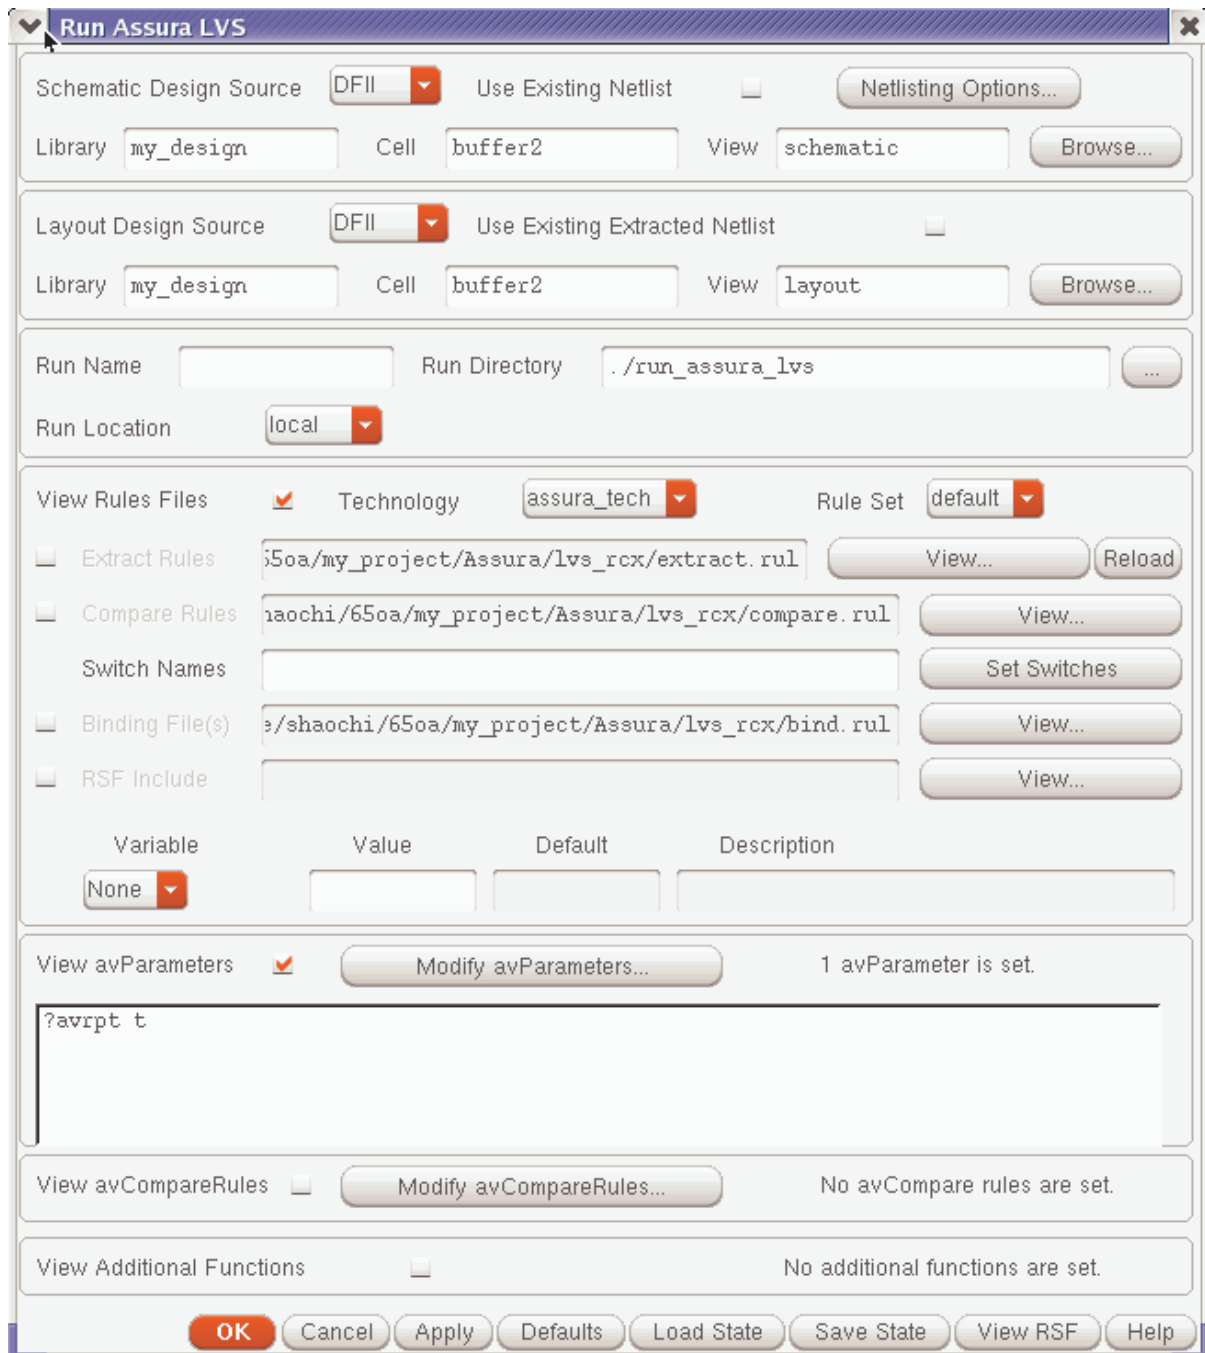 Run Assura LVS
Schematic Design Source DFII Use Existing Netlist Netlisting Options...
Library my_design Cell buffer2 View schematic Browse...
Layout Design Source DFII Use Existing Extracted Netlist
Library my_design Cell buffer2 View layout Browse...
Run Name Run Directory ./run_assura_lvs ...
Run Location local
View Rules Files Technology assura_tech Rule Set default
Extract Rules 55oa/my_project/Assura/lvs_rcx/extract.rul View... Reload
Compare Rules haochi/65oa/my_project/Assura/lvs_rcx/compare.rul View...
Switch Names Set Switches
Binding File(s) e/shaochi/65oa/my_project/Assura/lvs_rcx/bind.rul View...
RSF Include View...
Variable Value Default Description
None
View avParameters Modify avParameters... 1 avParameter is set.
?avrpt t
View avCompareRules Modify avCompareRules... No avCompare rules are set.
View Additional Functions No additional functions are set.
OK Cancel Apply Defaults Load State Save State View RSF Help